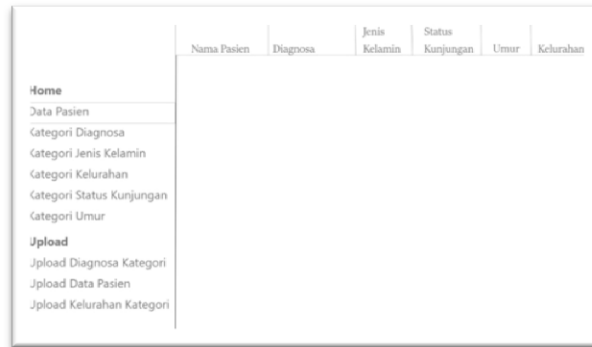 Jenis Status
Nama Pasien Diagnosa Kelamin Kunjungan Umur Kelurahan
Home
Data Pasien
Kategori Diagnosa
Kategori Jenis Kelamin
Kategori Kelurahan
Kategori Status Kunjungan
Kategori Umur
Upload
Upload Diagnosa Kategori
Upload Data Pasien
Upload Kelurahan Kategori